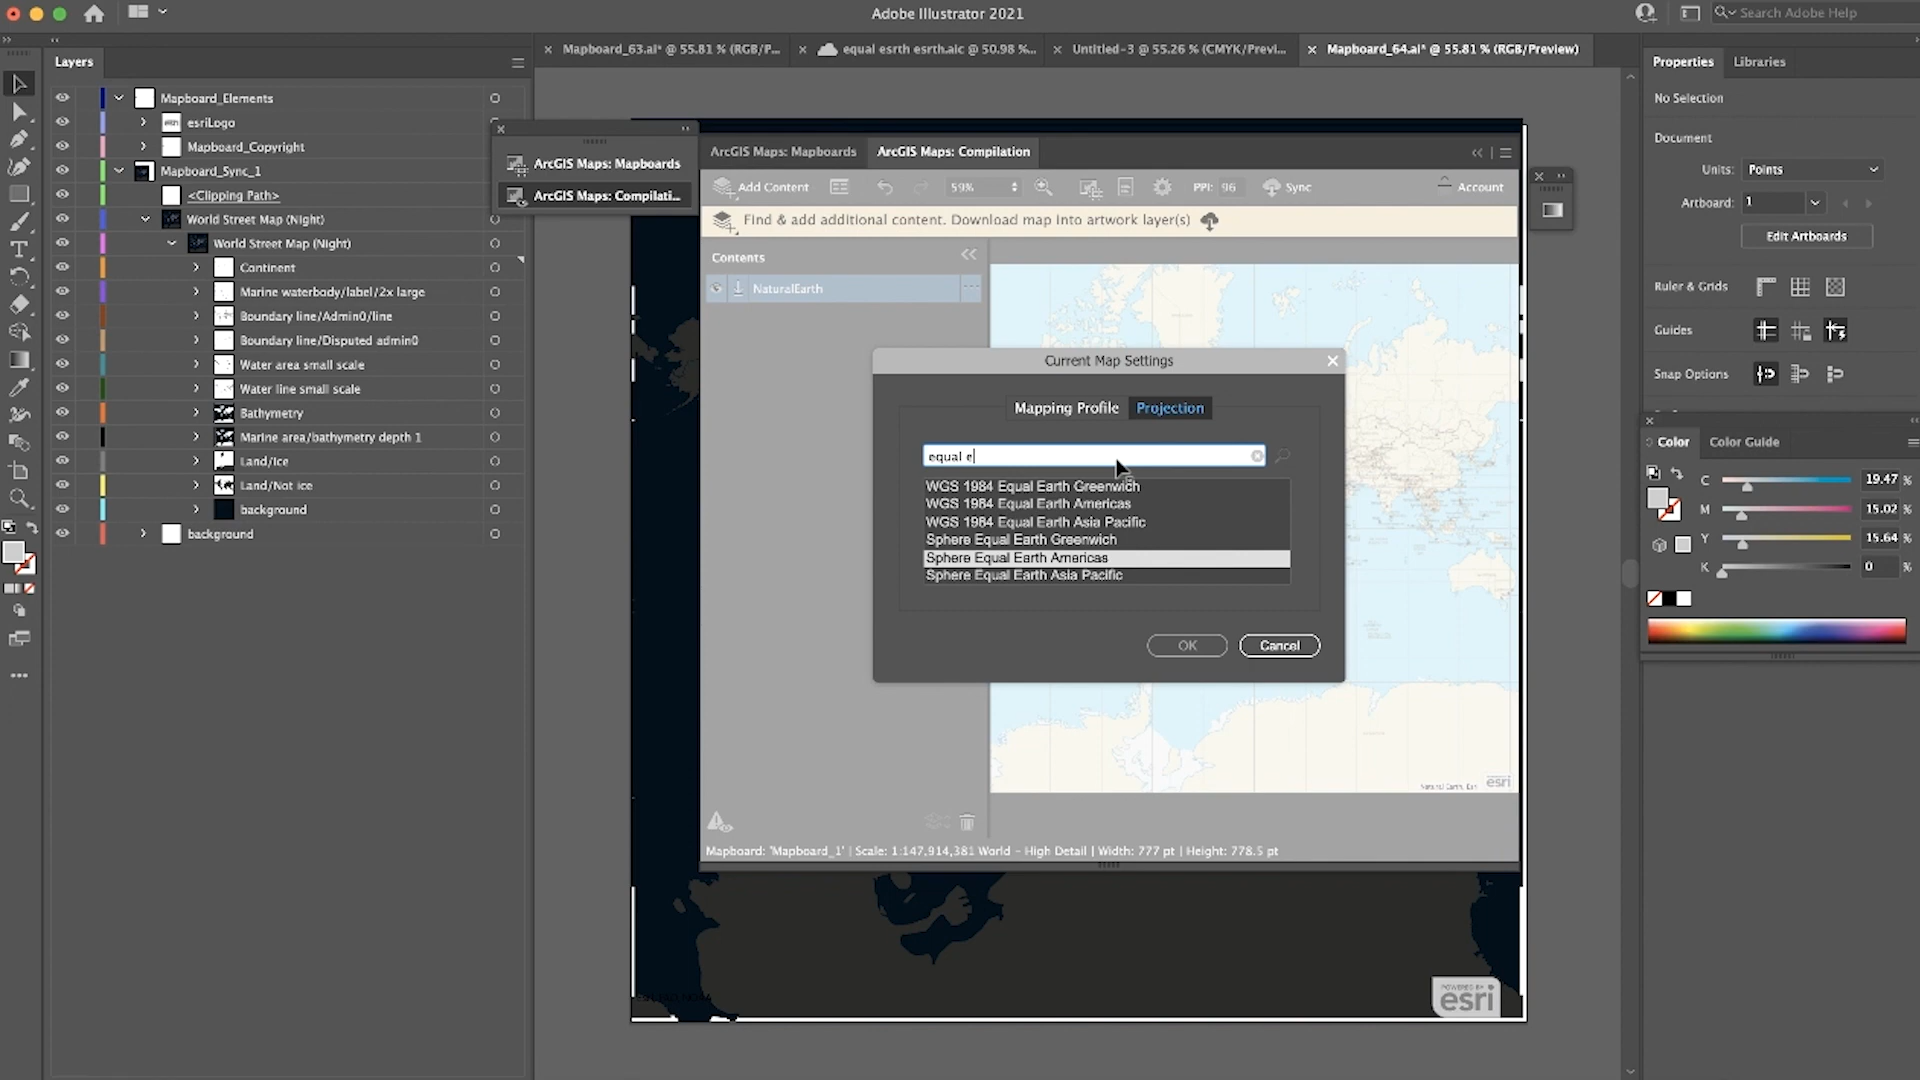 Adobe Illustrator 2021
Search Adobe Help
Mapboard_63.ai* @ 55.81 % (RGB/P...
equal esrth esrth.aic @ 50.98 %...
Untitled-3 @ 55.26 % (CMYK/Previ...
Mapboard_64.ai* @ 55.81 % (RGB/Preview)
Layers
Mapboard_Elements
esriLogo
Mapboard_Copyright
Mapboard_Sync_1
<Clipping Path>
World Street Map (Night)
World Street Map (Night)
Continent
Marine waterbody/label/2x large
Boundary line/Admin0/line
Boundary line/Disputed admin0
Water area small scale
Water line small scale
Bathymetry
Marine area/bathymetry depth 1
Land/Ice
Land/Not ice
background
background
ArcGIS Maps: Mapboards
ArcGIS Maps: Compilati...
ArcGIS Maps: Mapboards
ArcGIS Maps: Compilation
Add Content
59%
PPI: 96
Sync
Account
Find & add additional content. Download map into artwork layer(s)
Contents
NaturalEarth
Current Map Settings
Mapping Profile
Projection
equal e
WGS 1984 Equal Earth Greenwich
WGS 1984 Equal Earth Americas
WGS 1984 Equal Earth Asia Pacific
Sphere Equal Earth Greenwich
Sphere Equal Earth Americas
Sphere Equal Earth Asia Pacific
OK
Cancel
Natural Earth, Esri
esri
Mapboard: 'Mapboard_1' | Scale: 1:147,914,381 World - High Detail | Width: 777 pt | Height: 778.5 pt
POWERED BY
esri
Properties
Libraries
No Selection
Document
Units:
Points
Artboard:
1
Edit Artboards
Ruler & Grids
Guides
Snap Options
Color
Color Guide
C
19.47
%
M
15.02
%
Y
15.64
%
K
0
%